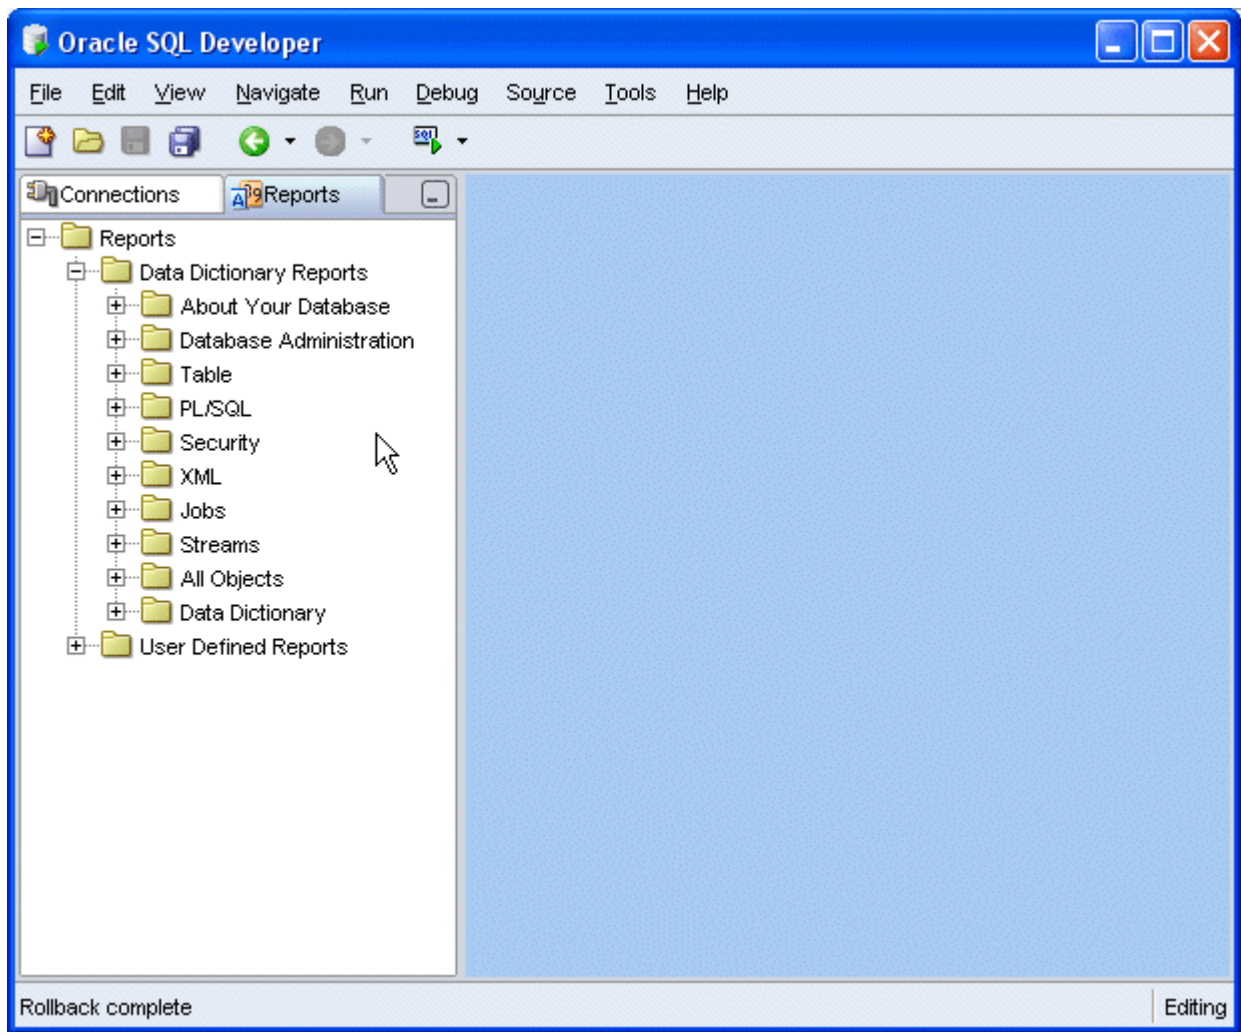 Oracle SQL Developer
File Edit View Navigate Run Debug Source Tools Help
SQL
Connections Reports
Reports
Data Dictionary Reports
About Your Database
Database Administration
Table
PL/SQL
Security
XML
Jobs
Streams
All Objects
Data Dictionary
User Defined Reports
Rollback complete Editing